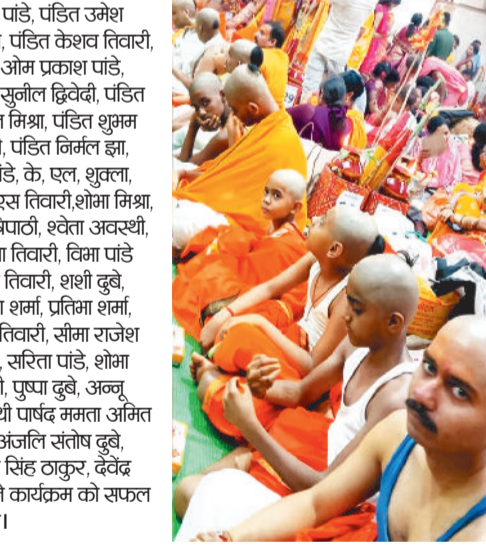 पांडे, पंडित उमेश
, पंडित केशव तिवारी,
ओम प्रकाश पांडे,
सुनील द्विवेदी, पंडित
मिश्रा, पंडित शुभम
, पंडित निर्मल झा,
पांडे, के, एल, शुक्ला,
एस तिवारी,शोभा मिश्रा,
त्रिपाठी, श्वेता अवस्थी,
तिवारी, विभा पांडे
तिवारी, शशी दुबे,
शर्मा, प्रतिभा शर्मा,
तिवारी, सीमा राजेश
, सरिता पांडे, शोभा
, पुष्पा दुबे, अन्नू
पार्षद ममता अमित
अंजलि संतोष दुबे,
सिंह ठाकुर, देवेंद्र
कार्यक्रम को सफल
।